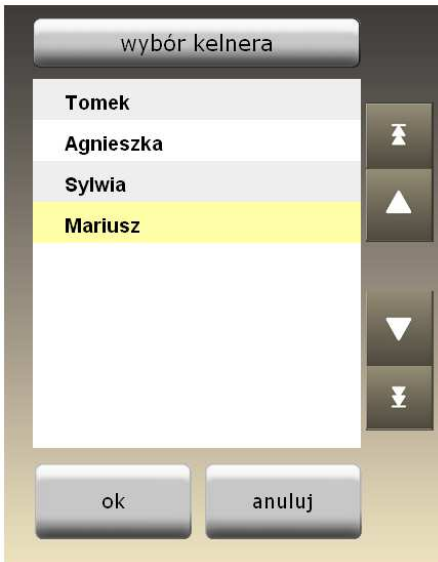 wybór kelnera
Tomek
Agnieszka
Sylwia
Mariusz
ok
anuluj